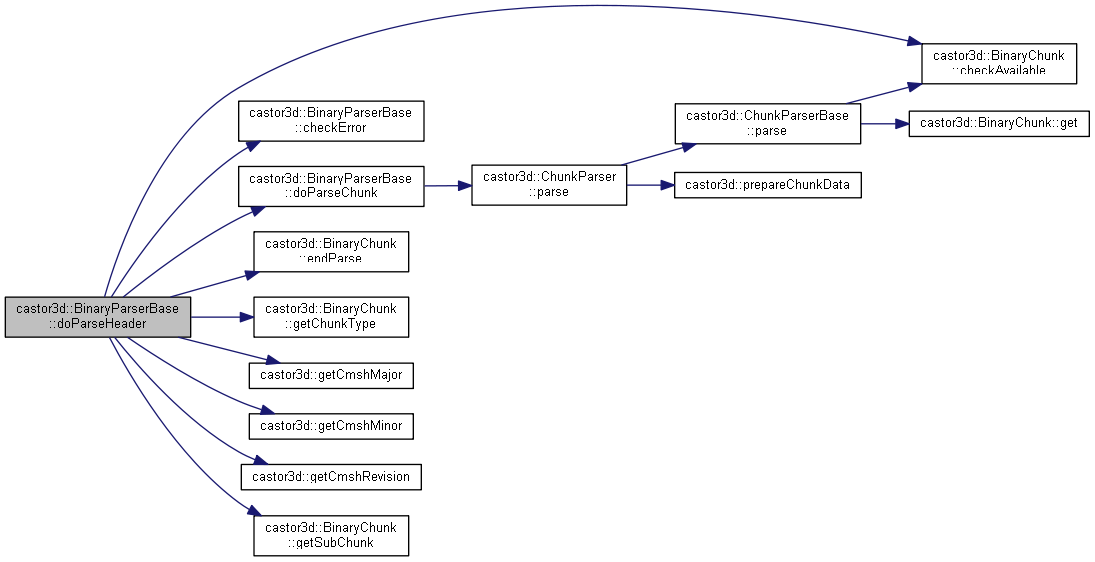 castor3d::BinaryParserBase
::doParseHeader
castor3d::BinaryChunk
::checkAvailable
castor3d::BinaryParserBase
::checkError
castor3d::BinaryParserBase
::doParseChunk
castor3d::ChunkParser
::parse
castor3d::ChunkParserBase
::parse
castor3d::BinaryChunk::get
castor3d::prepareChunkData
castor3d::BinaryChunk
::endParse
castor3d::BinaryChunk
::getChunkType
castor3d::getCmshMajor
castor3d::getCmshMinor
castor3d::getCmshRevision
castor3d::BinaryChunk
::getSubChunk